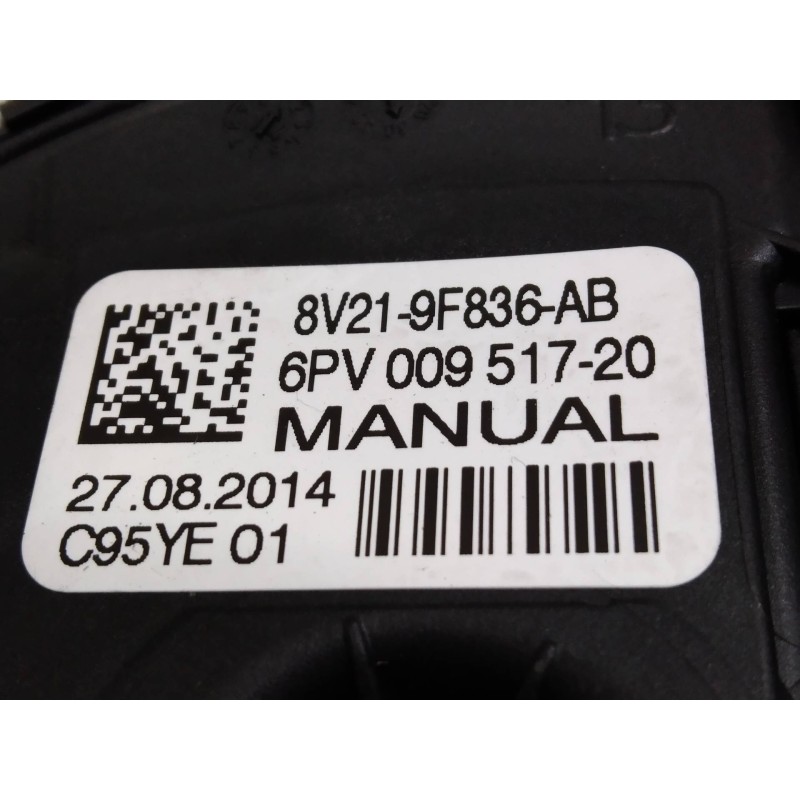 8V21-9F836-AB
6PV 009 517-20
MANUAL
27.08.2014
C95YE 01